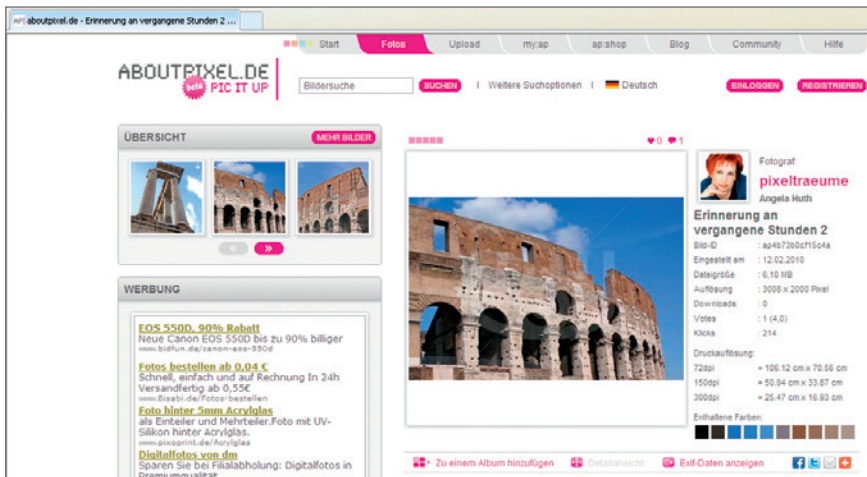 aboutpixel.de - Erinnerung an vergangene Stunden 2 ...
Start Fotos Upload my:ap ap:shop Blog Community Hilfe
ABOUTPIXEL.DE
beta PIC IT UP
Bildersuche SUCHEN | Weitere Suchoptionen | Deutsch EINLOGGEN REGISTRIEREN
ÜBERSICHT MEHR BILDER
« »
WERBUNG
EOS 550D, 90% Rabatt
Neue Canon EOS 550D bis zu 90% billiger
www.bidfun.de/canon-eos-550d
Fotos bestellen ab 0,04 €
Schnell, einfach und auf Rechnung In 24h
Versandfertig ab 0,55€
www.Bisabi.de/Fotos-bestellen
Foto hinter 5mm Acrylglas
als Einteiler und Mehrteiler.Foto mit UV-
Silikon hinter Acrylglas.
www.pixoprint.de/Acrylglas
Digitalfotos von dm
Sparen Sie bei Filialabholung: Digitalfotos in
Premiumqualität
0 1
Fotograf:
pixeltraeume
Angela Huth
Erinnerung an
vergangene Stunden 2
Bild-ID : ap4b73b0cf15c4a
Eingestellt am : 12.02.2010
Dateigröße : 6,10 MB
Auflösung : 3008 x 2000 Pixel
Downloads : 0
Votes : 1 (4,0)
Klicks : 214
Druckauflösung:
72dpi = 106.12 cm x 70.56 cm
150dpi = 50.94 cm x 33.87 cm
300dpi = 25.47 cm x 16.93 cm
Enthaltene Farben:
Zu einem Album hinzufügen Detailansicht Exif-Daten anzeigen